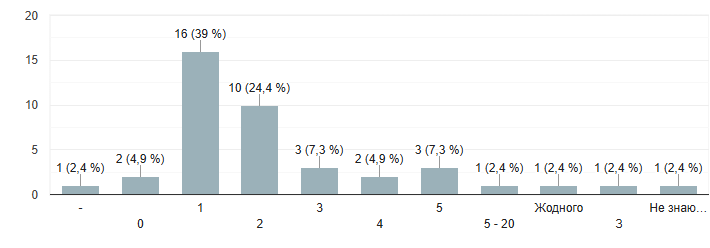 20
15
10
5
0
1 (2,4 %)
2 (4,9 %)
16 (39 %)
10 (24,4 %)
3 (7,3 %)
2 (4,9 %)
3 (7,3 %)
1 (2,4 %)
1 (2,4 %)
1 (2,4 %)
1 (2,4 %)
-
0
1
2
3
4
5
5 - 20
Жодного
3
Не знаю…